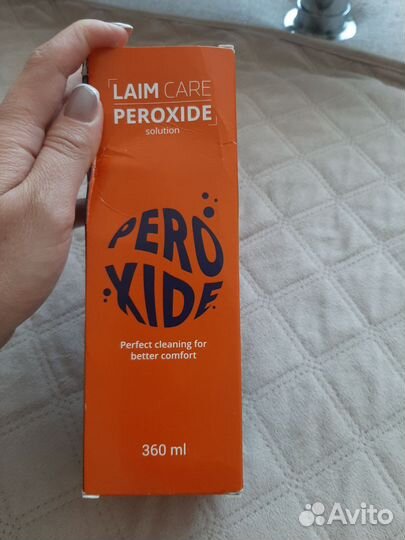 LAIM CARE
PEROXIDE
solution
PERO
XIDE
Perfect cleaning for
better comfort
360 ml
Avito